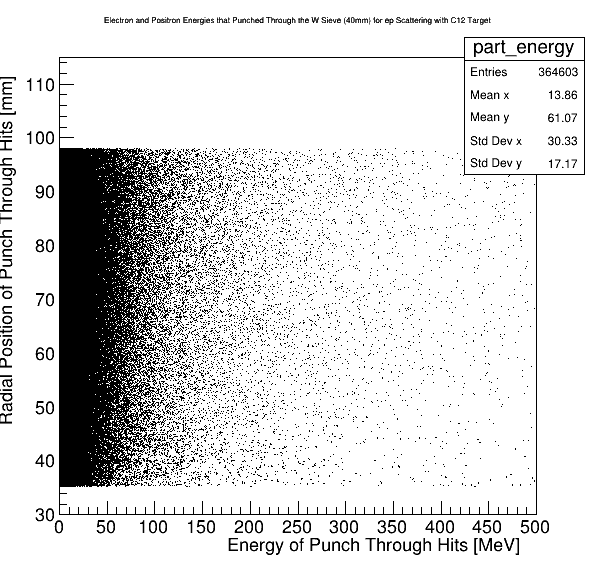 Electron and Positron Energies that Punched Through the W Sieve (40mm) for ep Scattering with C12 Target
part_energy
Entries 364603
Mean x 13.86
Mean y 61.07
Std Dev x 30.33
Std Dev y 17.17
Radial Position of Punch Through Hits [mm]
110
100
90
80
70
60
50
40
30
0 50 100 150 200 250 300 350 400 450 500
Energy of Punch Through Hits [MeV]